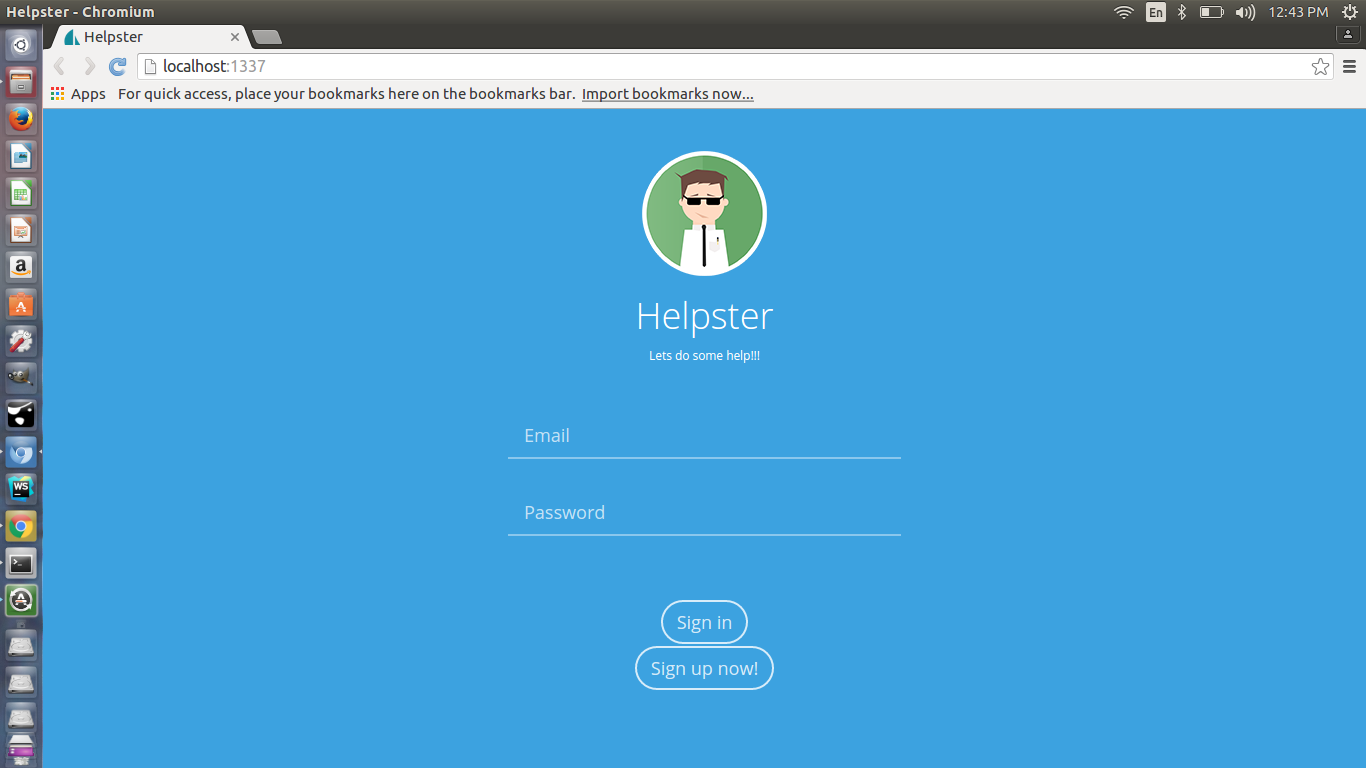 Helpster - Chromium
En
12:43 PM
Helpster
localhost:1337
Apps For quick access, place your bookmarks here on the bookmarks bar. Import bookmarks now...
Helpster
Lets do some help!!!
Email
Password
Sign in
Sign up now!
a
WS
>_